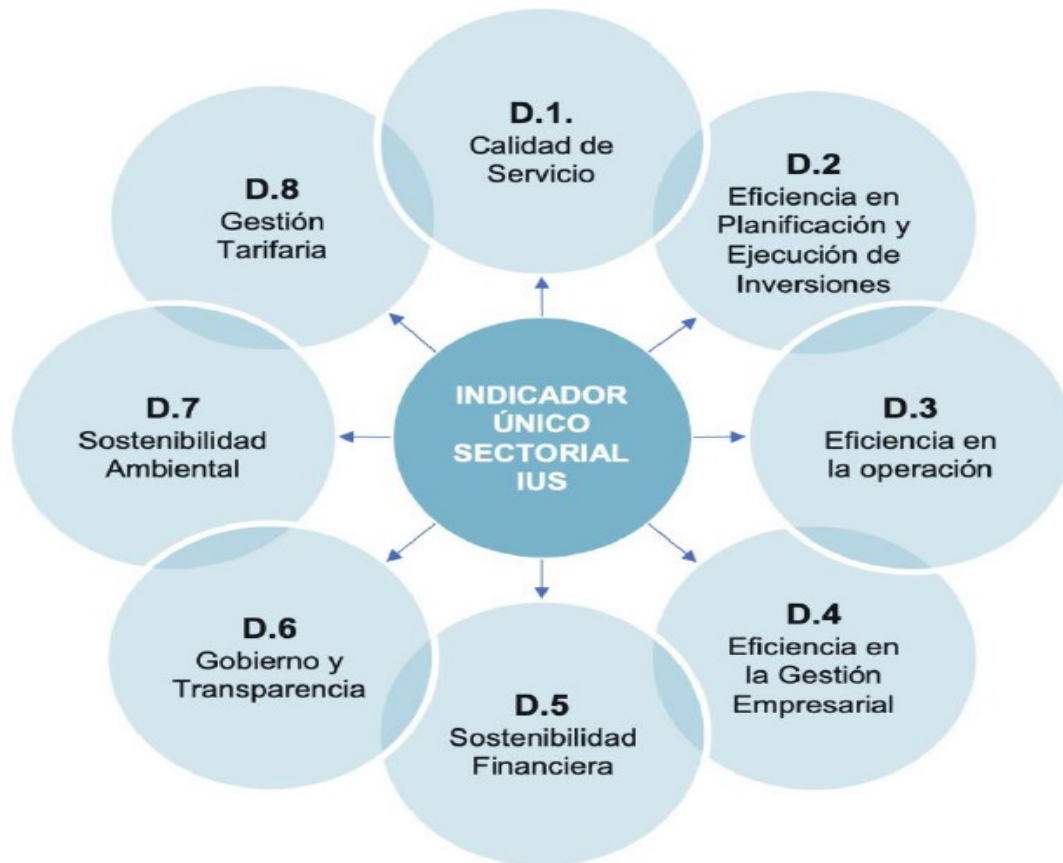 D.1.
Calidad de
Servicio
D.2
Eficiencia en
Planificación y
Ejecución de
Inversiones
D.3
Eficiencia en
la operación
D.4
Eficiencia en
la Gestión
Empresarial
D.5
Sostenibilidad
Financiera
D.6
Gobierno y
Transparencia
D.7
Sostenibilidad
Ambiental
D.8
Gestión
Tarifaria
INDICADOR
ÚNICO
SECTORIAL
IUS